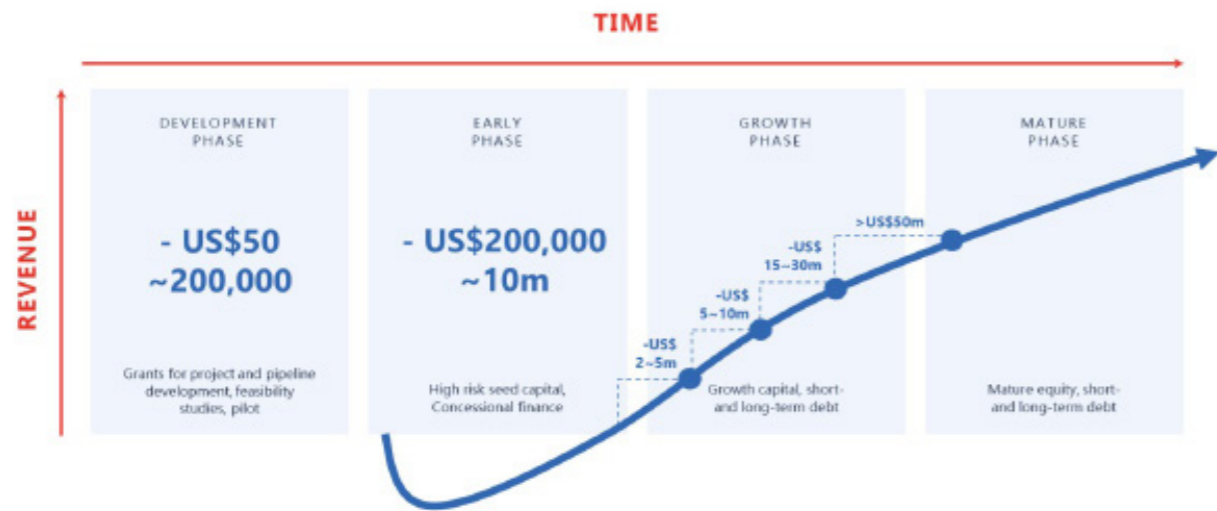 TIME
REVENUE
DEVELOPMENT
PHASE
- US$50
~200,000
Grants for project and pipeline
development, feasibility
studies, pilot
EARLY
PHASE
- US$200,000
~10m
High risk seed capital,
Concessional finance
GROWTH
PHASE
-US$
2~5m
-US$
5~10m
-US$
15~30m
>US$50m
Growth capital, short-
and long-term debt
MATURE
PHASE
Mature equity, short-
and long-term debt